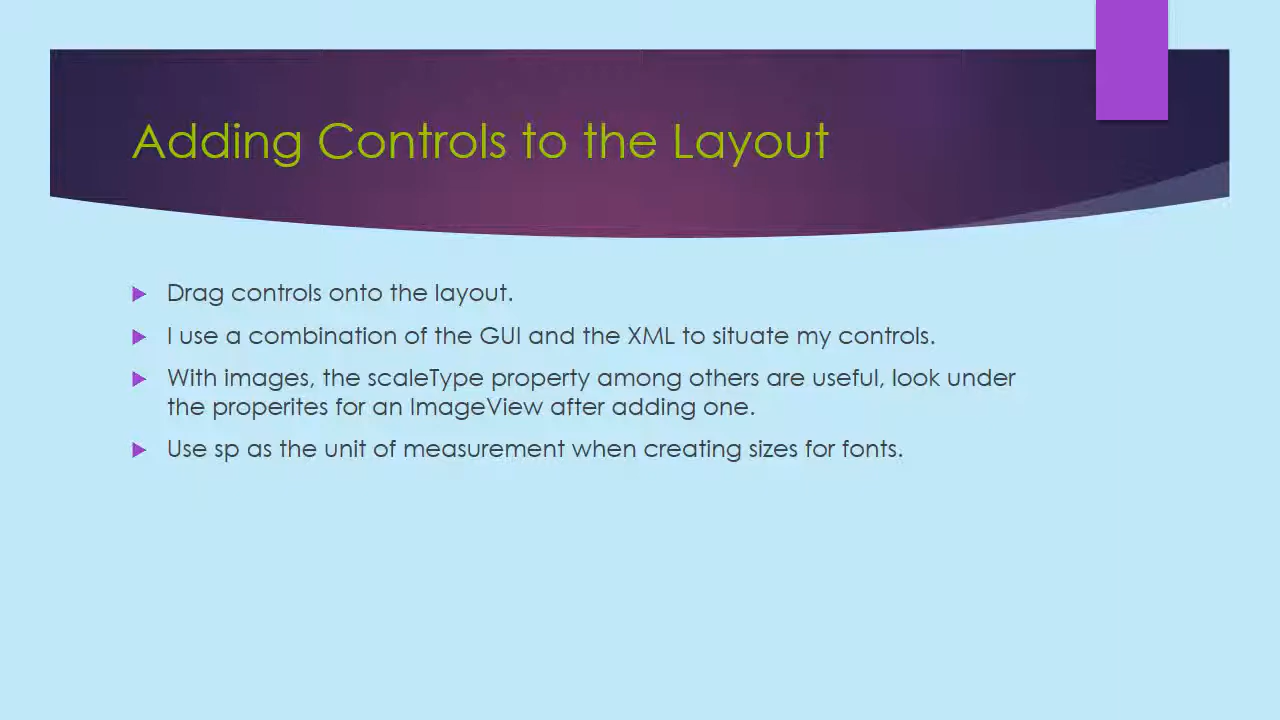 Adding Controls to the Layout
Drag controls onto the layout.
I use a combination of the GUI and the XML to situate my controls.
With images, the scaleType property among others are useful, look under
the properites for an ImageView after adding one.
Use sp as the unit of measurement when creating sizes for fonts.